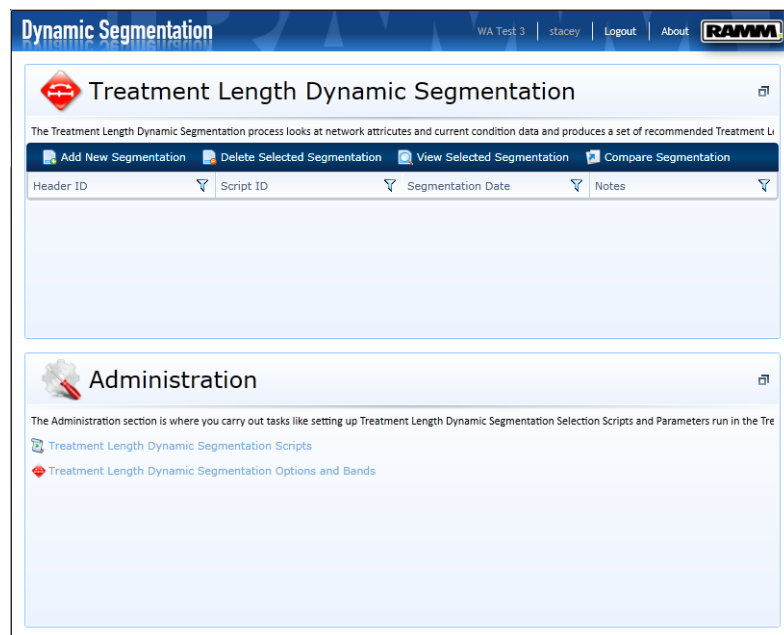 Dynamic Segmentation
WA Test 3 stacey Logout About RAMM
Treatment Length Dynamic Segmentation
The Treatment Length Dynamic Segmentation process looks at network attricutes and current condition data and produces a set of recommended Treatment L
Add New Segmentation Delete Selected Segmentation View Selected Segmentation Compare Segmentation
Header ID Script ID Segmentation Date Notes
Administration
The Administration section is where you carry out tasks like setting up Treatment Length Dynamic Segmentation Selection Scripts and Parameters run in the Tre
Treatment Length Dynamic Segmentation Scripts
Treatment Length Dynamic Segmentation Options and Bands